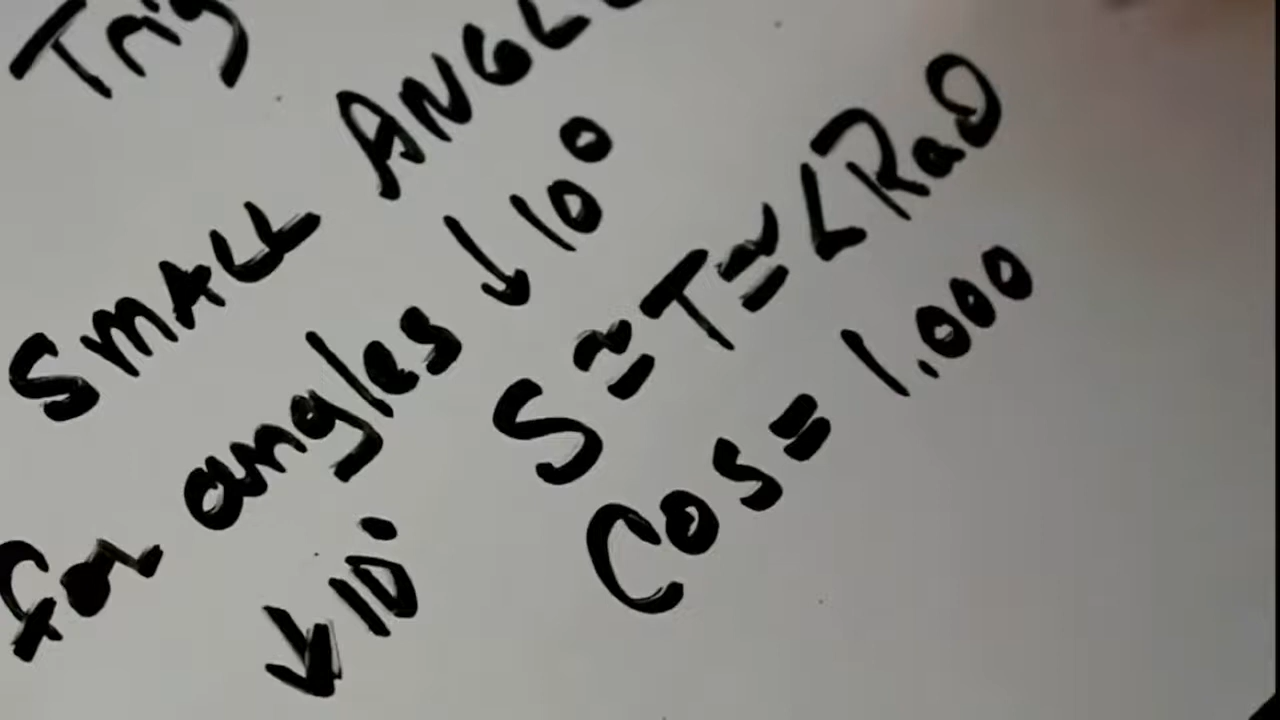 Trig
SMALL ANGLE
for angles ↓ 10°
S ≅ T ≅ ∠RaD
↓ 10°
Cos = 1.000